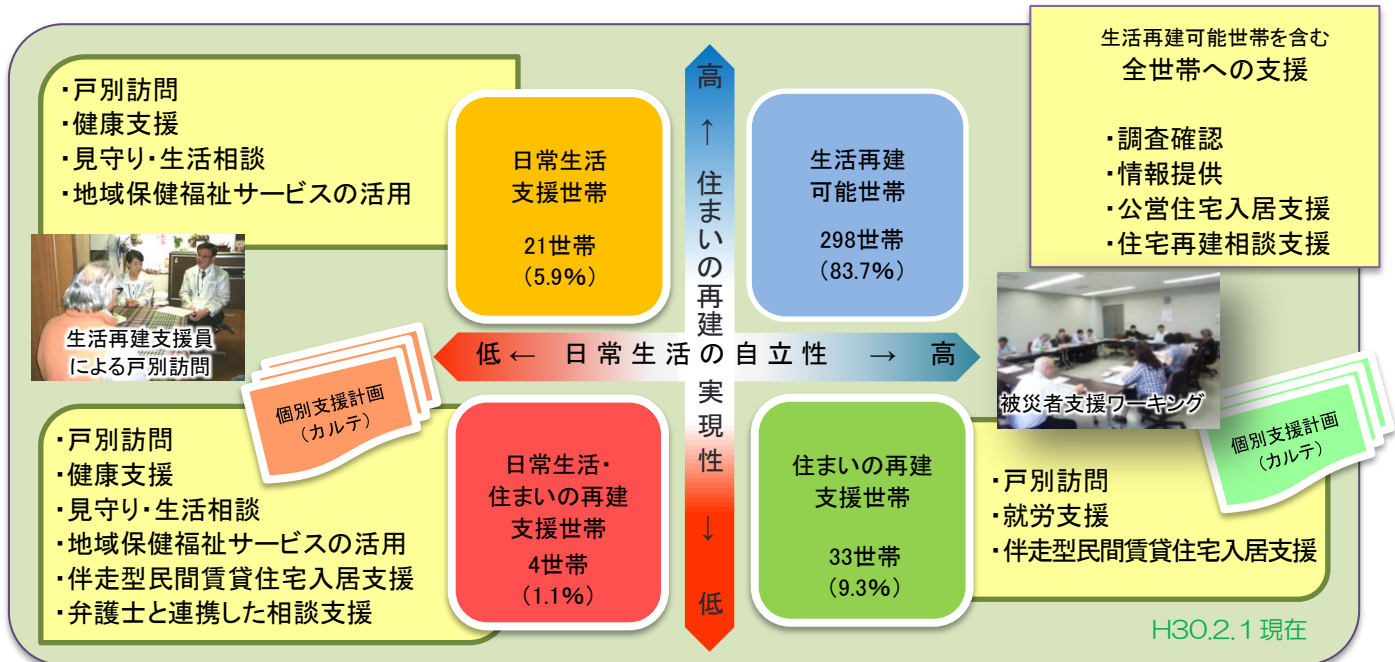 ・戸別訪問
・健康支援
・見守り・生活相談
・地域保健福祉サービスの活用
生活再建支援員
による戸別訪問
日常生活
支援世帯
21世帯
(5.9%)
高 ↑ 住まいの再建の実現性 ↓ 低
生活再建
可能世帯
298世帯
(83.7%)
生活再建可能世帯を含む
全世帯への支援
・調査確認
・情報提供
・公営住宅入居支援
・住宅再建相談支援
低 ← 日常生活の自立性 → 高
被災者支援ワーキング
個別支援計画
(カルテ)
・戸別訪問
・健康支援
・見守り・生活相談
・地域保健福祉サービスの活用
・伴走型民間賃貸住宅入居支援
・弁護士と連携した相談支援
日常生活・
住まいの再建
支援世帯
4世帯
(1.1%)
住まいの再建
支援世帯
33世帯
(9.3%)
個別支援計画
(カルテ)
・戸別訪問
・就労支援
・伴走型民間賃貸住宅入居支援
H30.2.1 現在